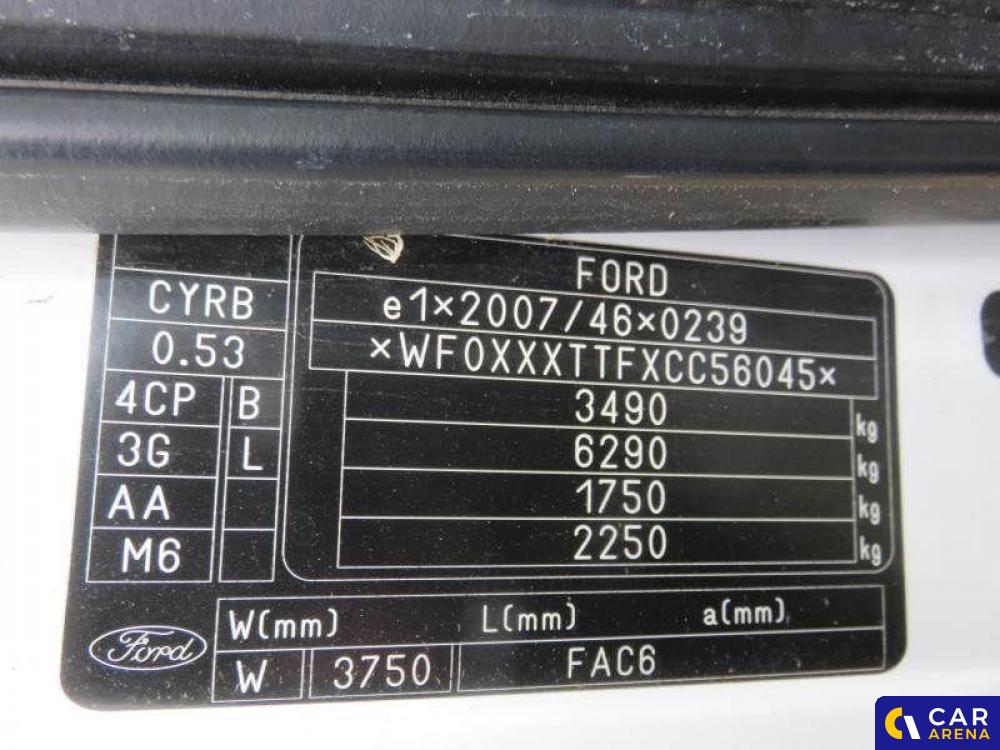 FORD
e1×2007/46×0239
×WF0XXXTTFXCC56045×
3490 kg
6290 kg
1750 kg
2250 kg
CYRB
0.53
4CP B
3G L
AA
M6
W(mm) L(mm) a(mm)
W 3750 FAC6
Ford
CAR
ARENA